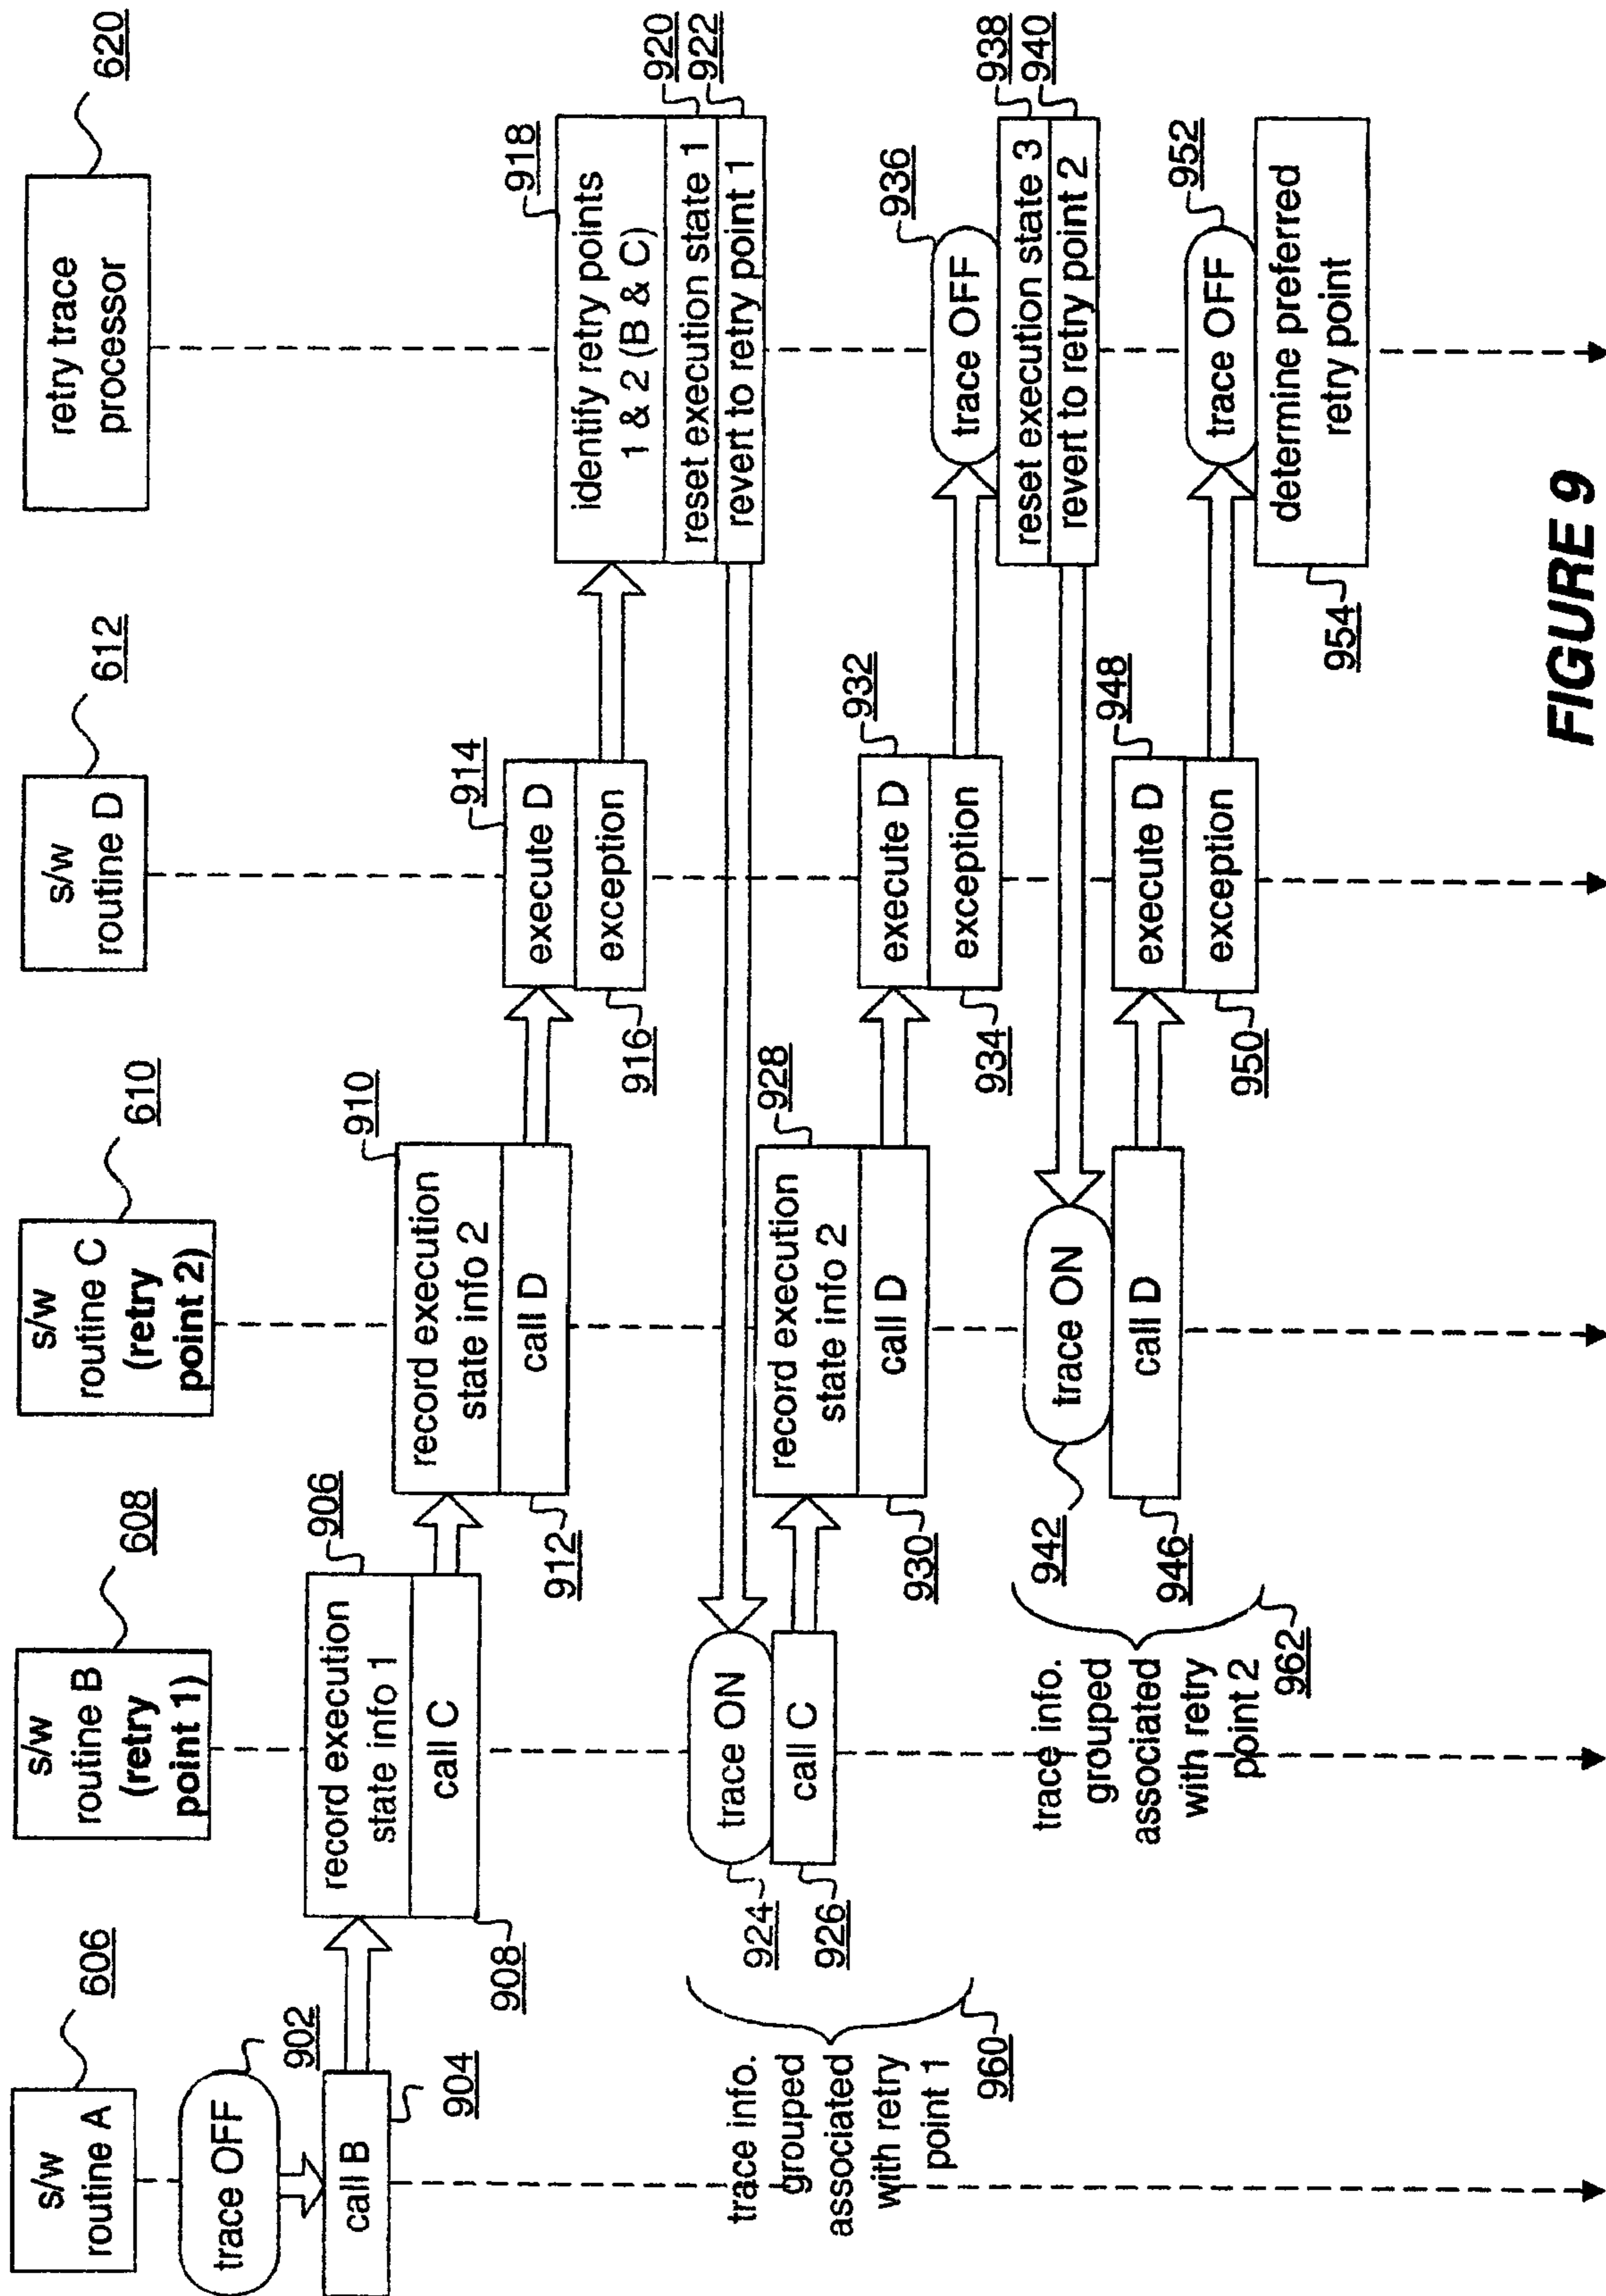 s/w
routine A
606
s/w
routine B
(retry
point 1)
608
s/w
routine C
(retry
point 2)
610
s/w
routine D
612
retry trace
processor
620
trace OFF
902
call B
904
record execution
state info 1
906
call C
908
record execution
state info 2
910
call D
912
execute D
914
exception
916
identify retry points
1 & 2 (B & C)
918
reset execution state 1
920
revert to retry point 1
922
trace ON
924
call C
926
record execution
state info 2
928
call D
930
execute D
932
exception
934
trace OFF
936
reset execution state 3
938
revert to retry point 2
940
trace info.
grouped
associated
with retry
point 1
960
trace ON
942
call D
946
execute D
948
exception
950
trace OFF
952
determine preferred
retry point
954
trace info.
grouped
associated
with retry
point 2
962
FIGURE 9